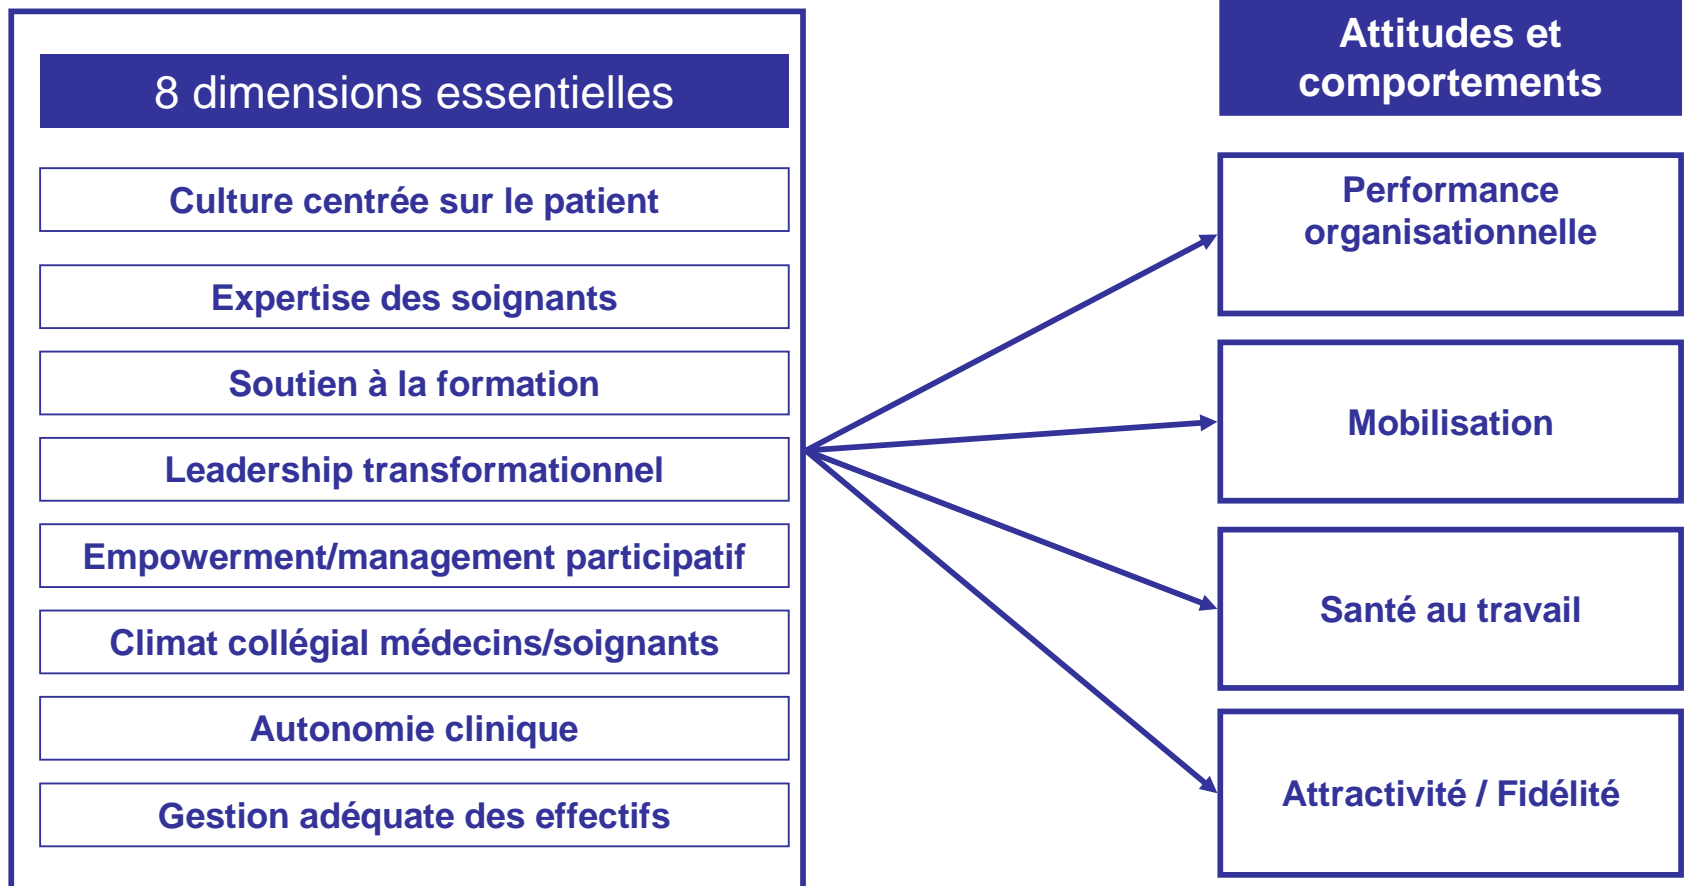 8 dimensions essentielles
Culture centrée sur le patient
Expertise des soignants
Soutien à la formation
Leadership transformationnel
Empowerment/management participatif
Climat collégial médecins/soignants
Autonomie clinique
Gestion adéquate des effectifs
Attitudes et
comportements
Performance
organisationnelle
Mobilisation
Santé au travail
Attractivité / Fidélité